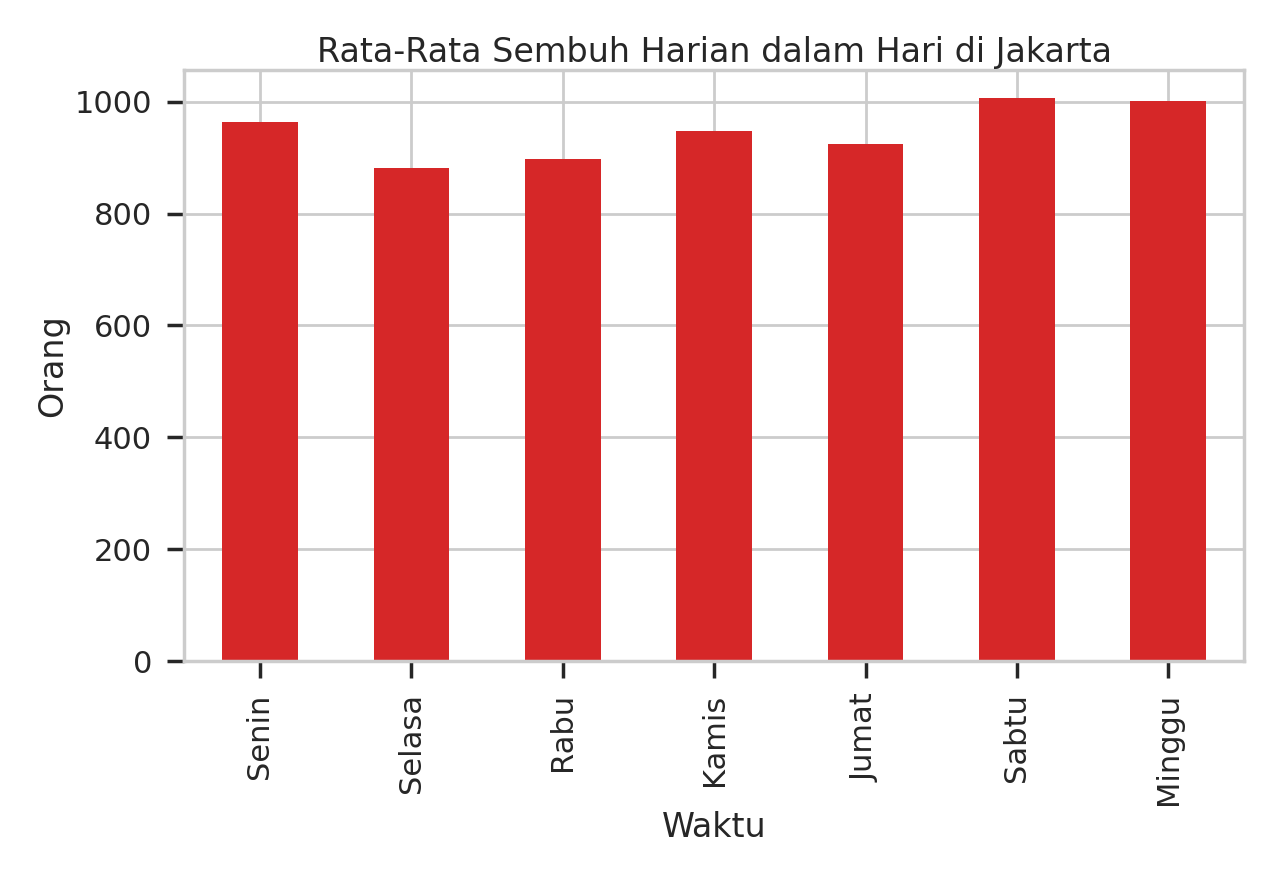 Rata-Rata Sembuh Harian dalam Hari di Jakarta
1000
800
600
400
200
0
Orang
Senin
Selasa
Rabu
Kamis
Jumat
Sabtu
Minggu
Waktu